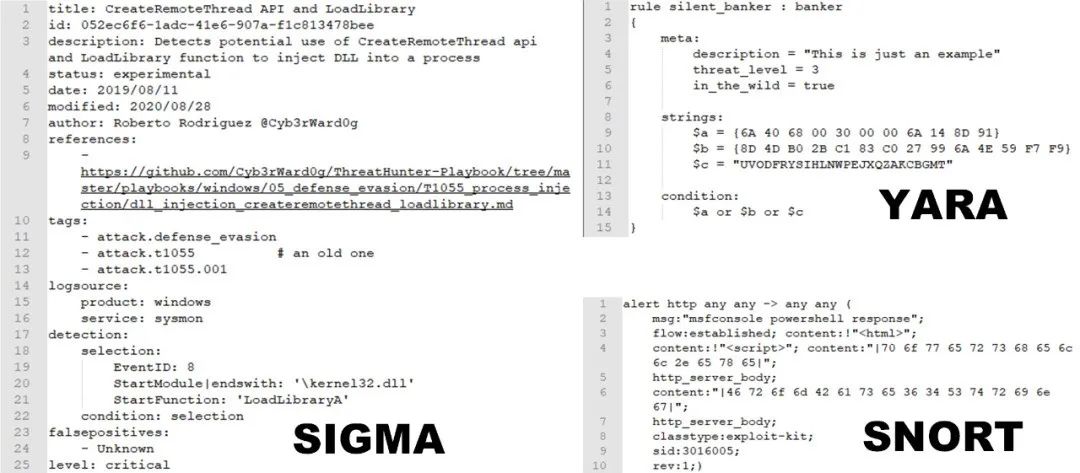 1 title: CreateRemoteThread API and LoadLibrary
2 id: 052ec6f6-1adc-41e6-907a-f1c813478bee
3 description: Detects potential use of CreateRemoteThread api
and LoadLibrary function to inject DLL into a process
4 status: experimental
5 date: 2019/08/11
6 modified: 2020/08/28
7 author: Roberto Rodriguez @Cyb3rWard0g
8 references:
9 -
https://github.com/Cyb3rWard0g/ThreatHunter-Playbook/tree/ma
ster/playbooks/windows/05_defense_evasion/T1055_process_inje
ction/dll_injection_createremotethread_loadlibrary.md
10 tags:
11 - attack.defense_evasion
12 - attack.t1055 # an old one
13 - attack.t1055.001
14 logsource:
15 product: windows
16 service: sysmon
17 detection:
18 selection:
19 EventID: 8
20 StartModule|endswith: '\kernel32.dll'
21 StartFunction: 'LoadLibraryA'
22 condition: selection
23 falsepositives:
24 - Unknown
25 level: critical
SIGMA
1 rule silent_banker : banker
2 {
3 meta:
4 description = "This is just an example"
5 threat_level = 3
6 in_the_wild = true
7
8 strings:
9 $a = {6A 40 68 00 30 00 00 6A 14 8D 91}
10 $b = {8D 4D B0 2B C1 83 C0 27 99 6A 4E 59 F7 F9}
11 $c = "UVODFRYSIHLNWPEJXQZAKCBGMT"
12
13 condition:
14 $a or $b or $c
15 }
YARA
1 alert http any any -> any any (
2 msg:"msfconsole powershell response";
3 flow:established; content:!"<html>";
4 content:!"<script>"; content:"|70 6f 77 65 72 73 68 65 6c
6c 2e 65 78 65|";
5 http_server_body;
6 content:"|46 72 6f 6d 42 61 73 65 36 34 53 74 72 69 6e
67|";
7 http_server_body;
8 classtype:exploit-kit;
9 sid:3016005;
10 rev:1;)
SNORT